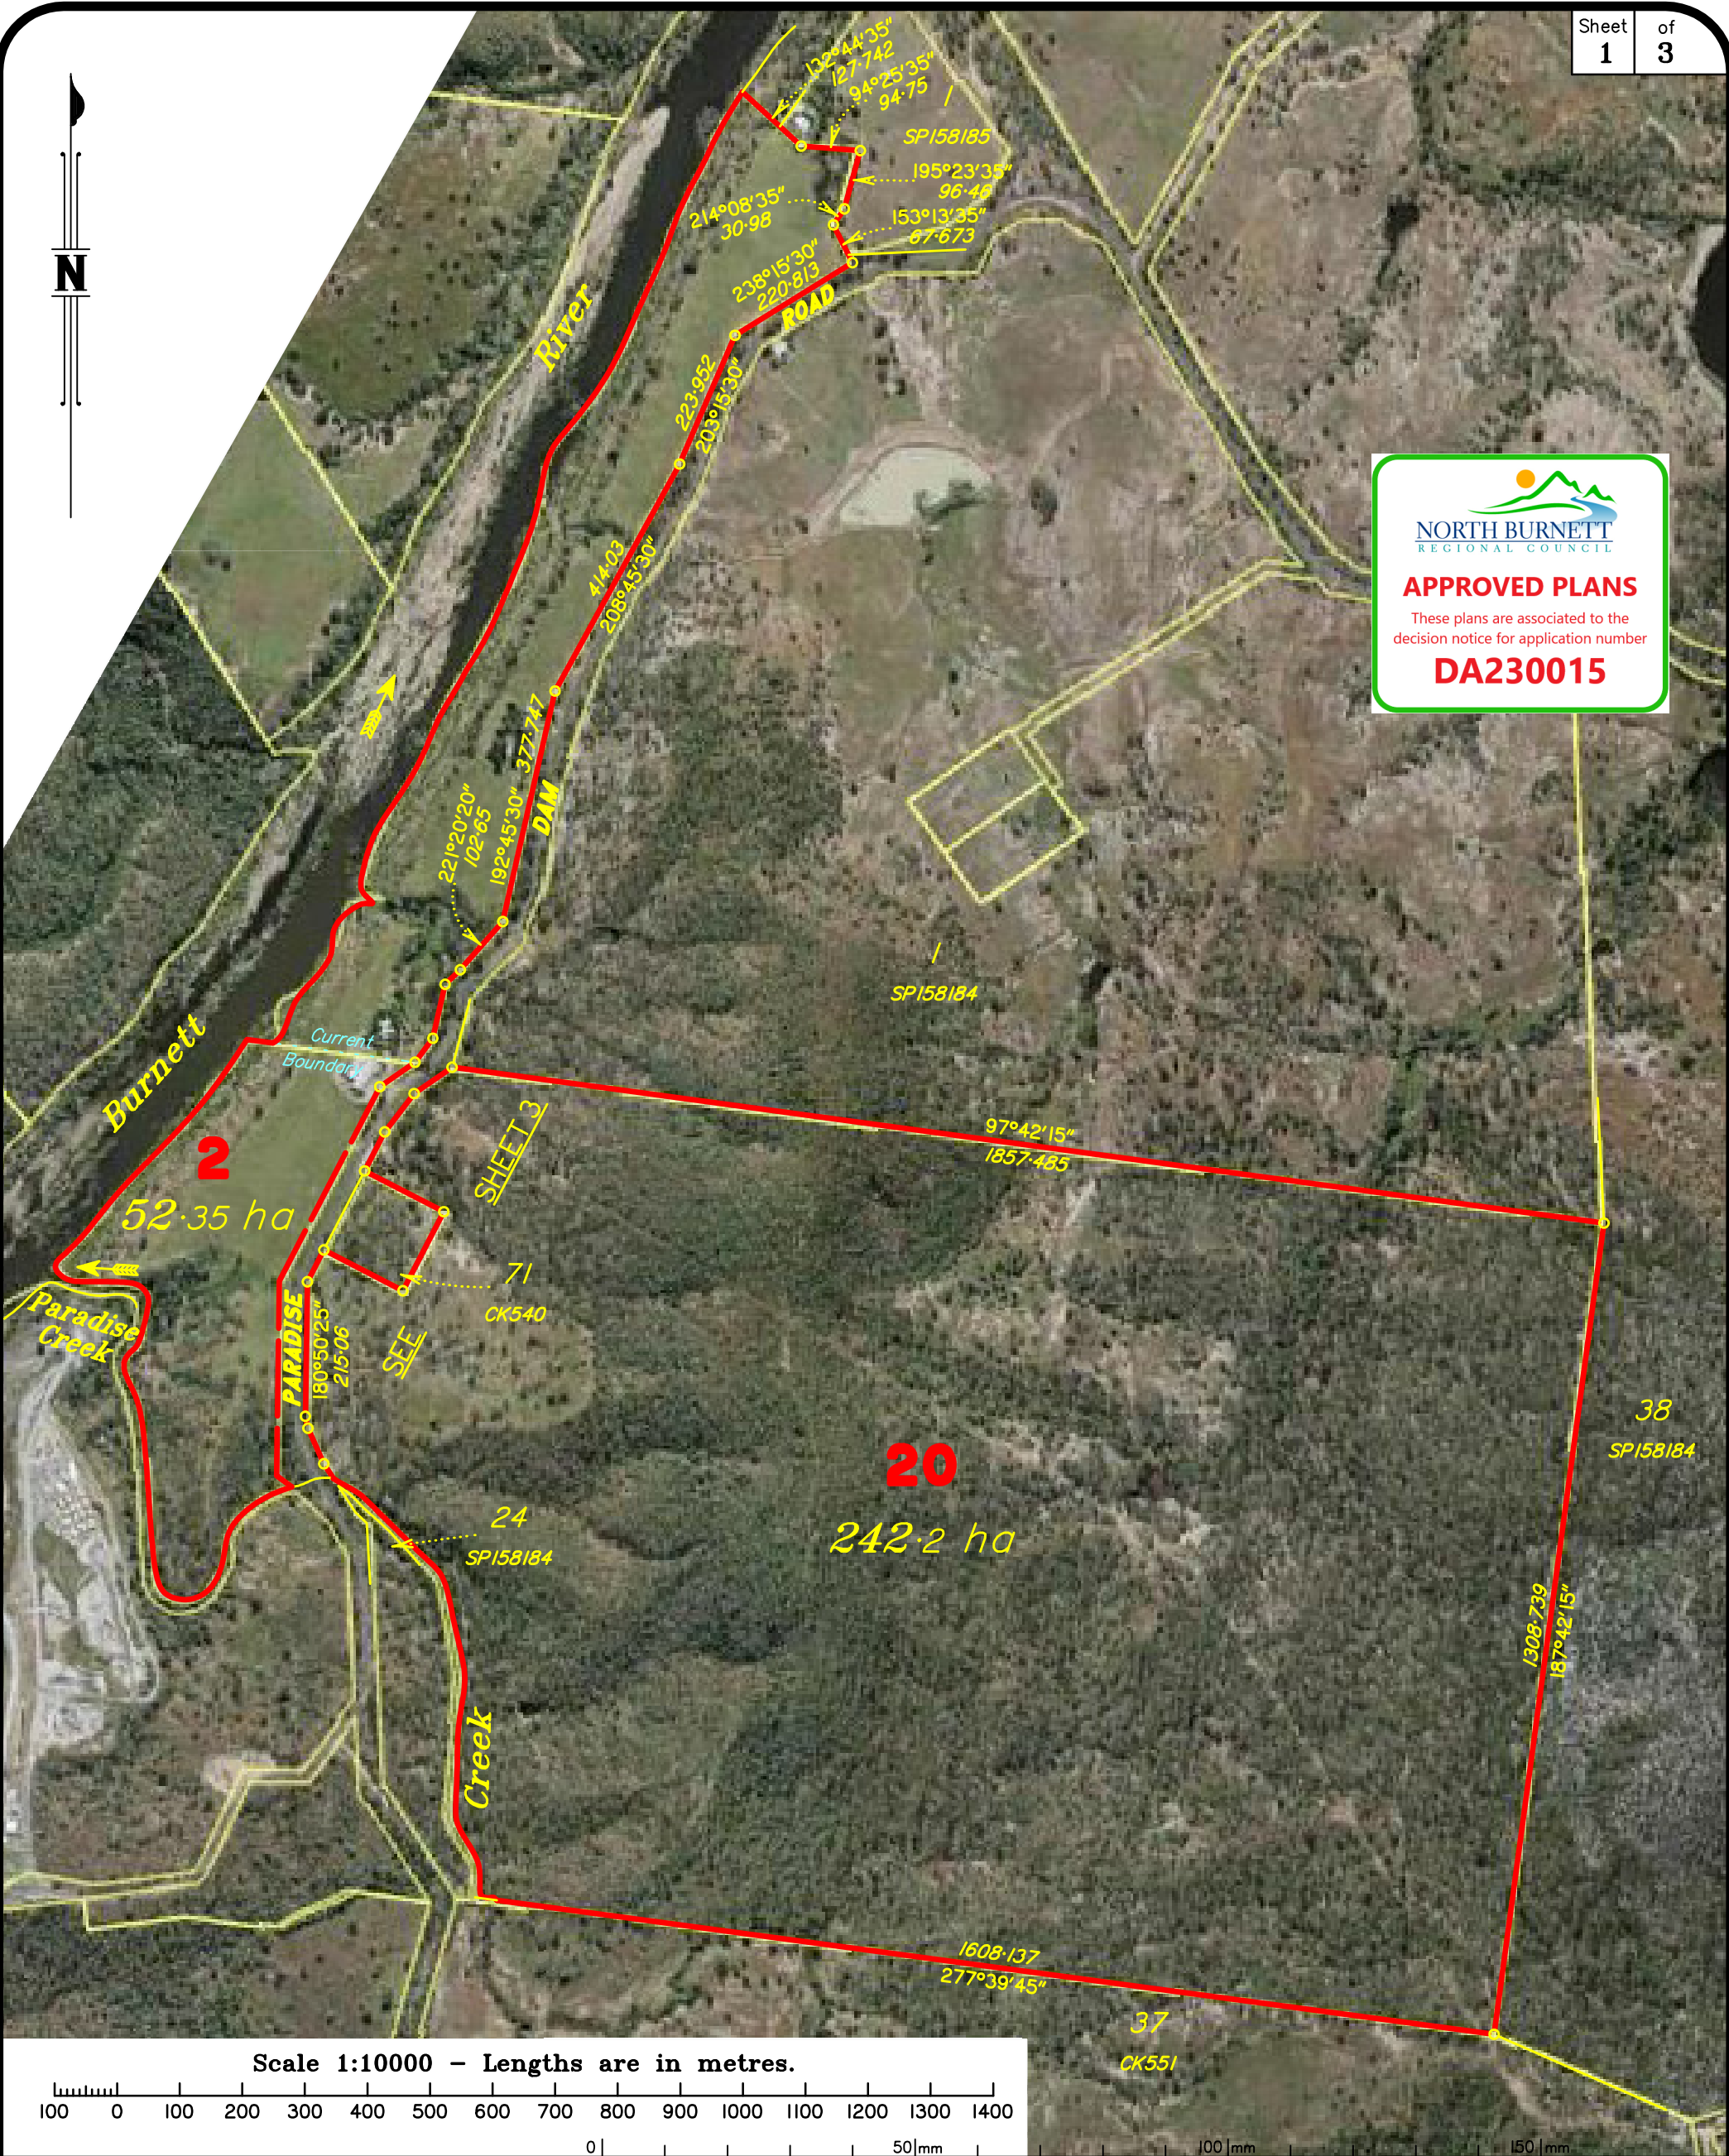 Sheet
1
of
3
N
132°44'35"
127·742
94°25'35"
94·75
1
SP158185
195°23'35"
96·46
214°08'35"
30·98
153°13'35"
67·673
238°15'30"
220·813
ROAD
River
223·952
203°15'30"
NORTH BURNETT
REGIONAL COUNCIL
APPROVED PLANS
These plans are associated to the
decision notice for application number
DA230015
414·03
208°45'30"
377·747
192°45'30"
DAM
221°20'20"
102·65
1
SP158184
Current
Boundary
Burnett
2
52·35 ha
SHEET 3
97°42'15"
1857·485
71
CK540
SEE
Paradise
Creek
PARADISE
180°50'25"
215·06
38
SP158184
20
242·2 ha
24
SP158184
1308·739
187°42'15"
Creek
1608·137
277°39'45"
37
CK551
Scale 1:10000 – Lengths are in metres.
100 0 100 200 300 400 500 600 700 800 900 1000 1100 1200 1300 1400
0 50 mm 100 mm 150 mm